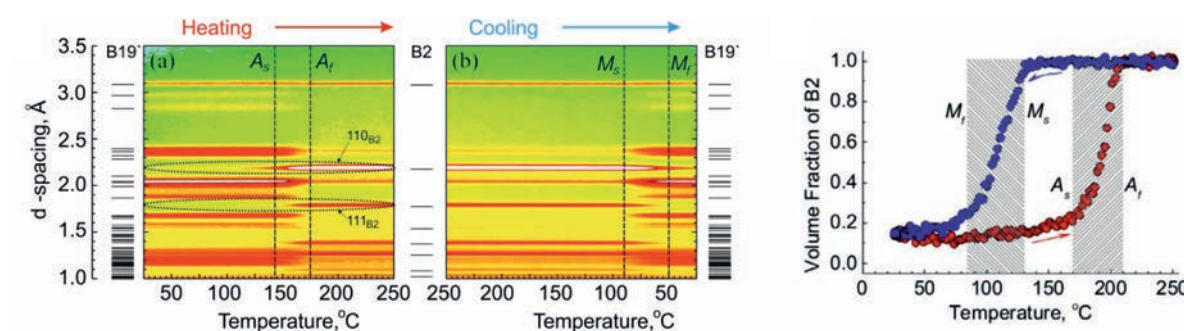 Heating
Cooling
B19`
B2
B19`
(a)
A_s
A_f
(b)
M_s
M_f
d -spacing, Å
3.5
3.0
2.5
2.0
1.5
1.0
110_B2
111_B2
50 100 150 200 250
250 200 150 100 50
Temperature,°C
Temperature,°C
Volume Fraction of B2
1.0
0.8
0.6
0.4
0.2
0.0
M_f
M_s
A_s
A_f
0 50 100 150 200 250
Temperature, °C